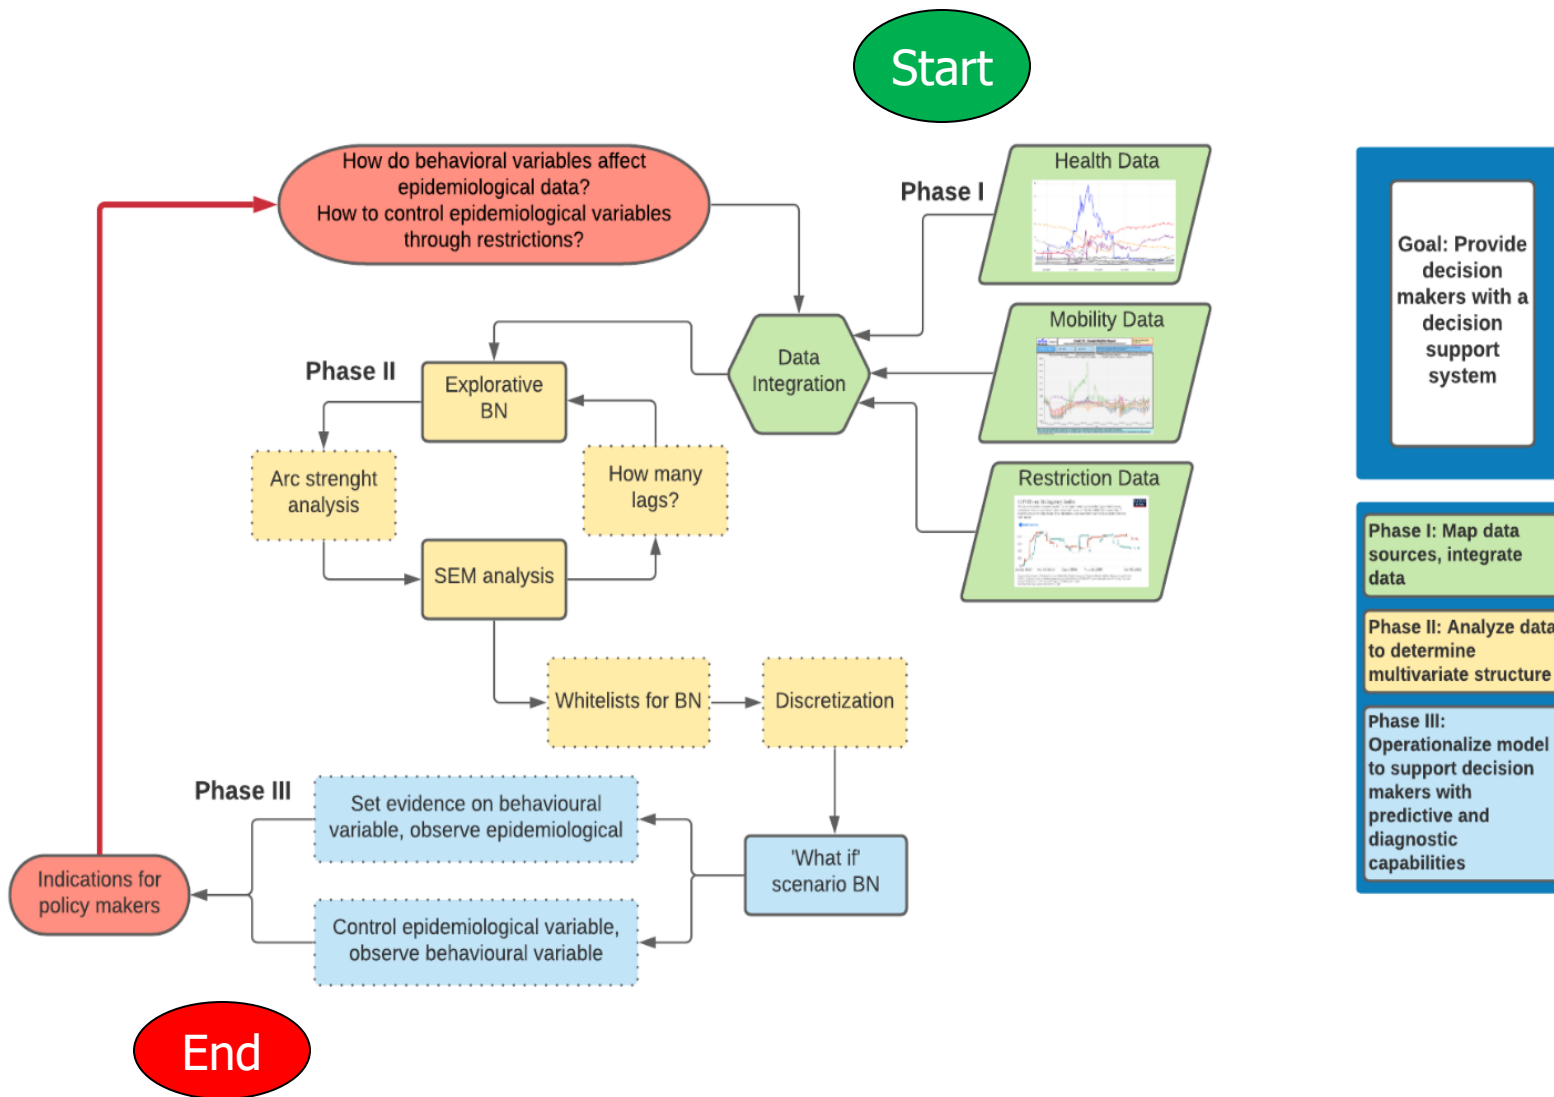 Start
How do behavioral variables affect
epidemiological data?
How to control epidemiological variables
through restrictions?
Phase I
Health Data
Mobility Data
Restriction Data
Data
Integration
Phase II
Explorative
BN
Arc strenght
analysis
How many
lags?
SEM analysis
Whitelists for BN
Discretization
Phase III
Set evidence on behavioural
variable, observe epidemiological
'What if'
scenario BN
Control epidemiological variable,
observe behavioural variable
Indications for
policy makers
End
Goal: Provide
decision
makers with a
decision
support
system
Phase I: Map data
sources, integrate
data
Phase II: Analyze data
to determine
multivariate structure
Phase III:
Operationalize model
to support decision
makers with
predictive and
diagnostic
capabilities